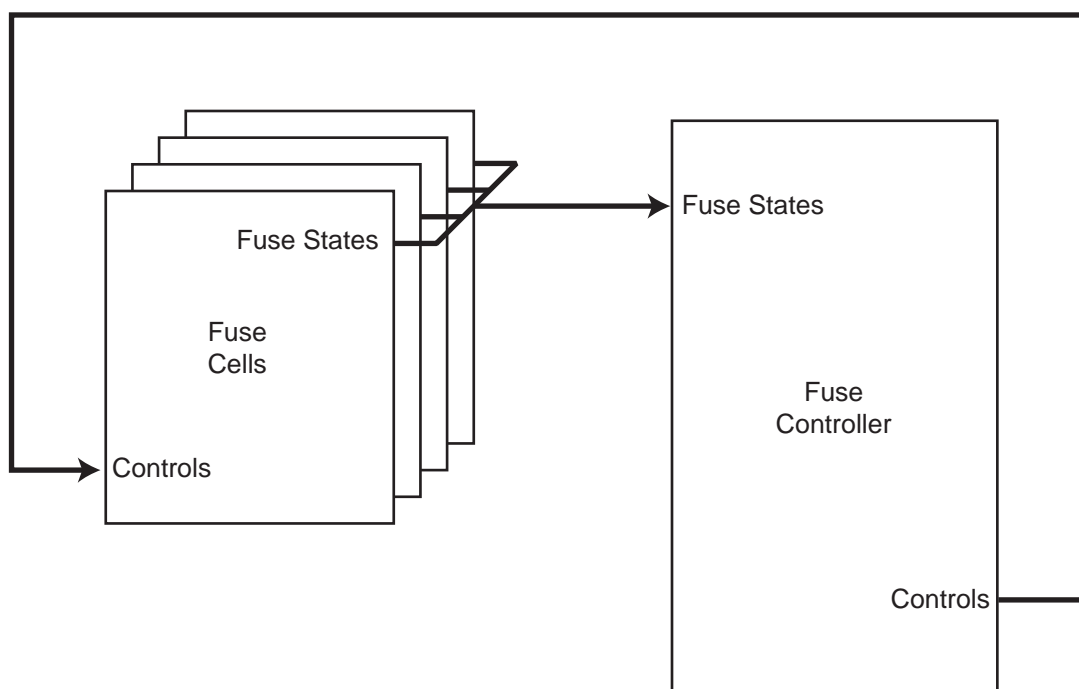 Fuse States
Fuse States
Fuse
Cells
Fuse
Controller
Controls
Controls